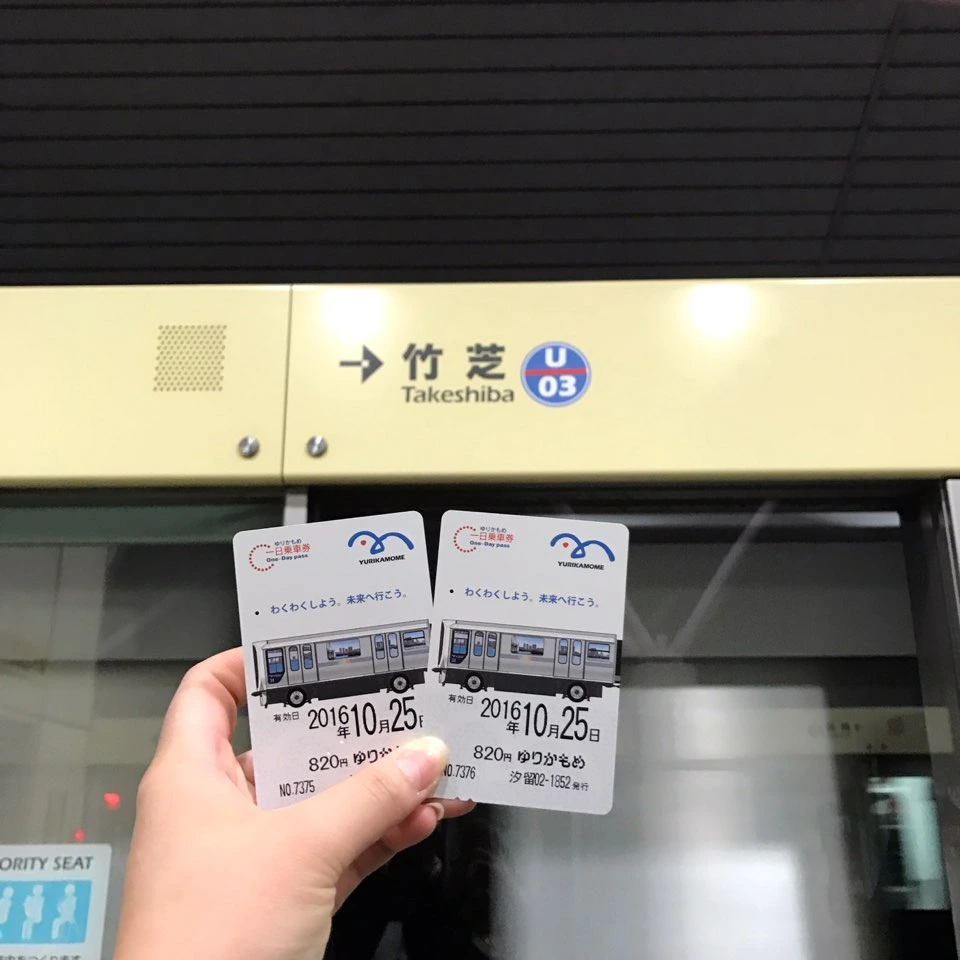 → 竹芝
Takeshiba
U
03
ゆりかもめ
一日乗車券
One-Day pass
YURIKAMOME
わくわくしよう。未来へ行こう。
有効日 2016年10月25日
820円 ゆりか
NO.7375
ゆりかもめ
一日乗車券
One-Day pass
YURIKAMOME
わくわくしよう。未来へ行こう。
有効日 2016年10月25日
820円 ゆりかもめ
NO.7376 汐留02-1852発行
ORITY SEAT